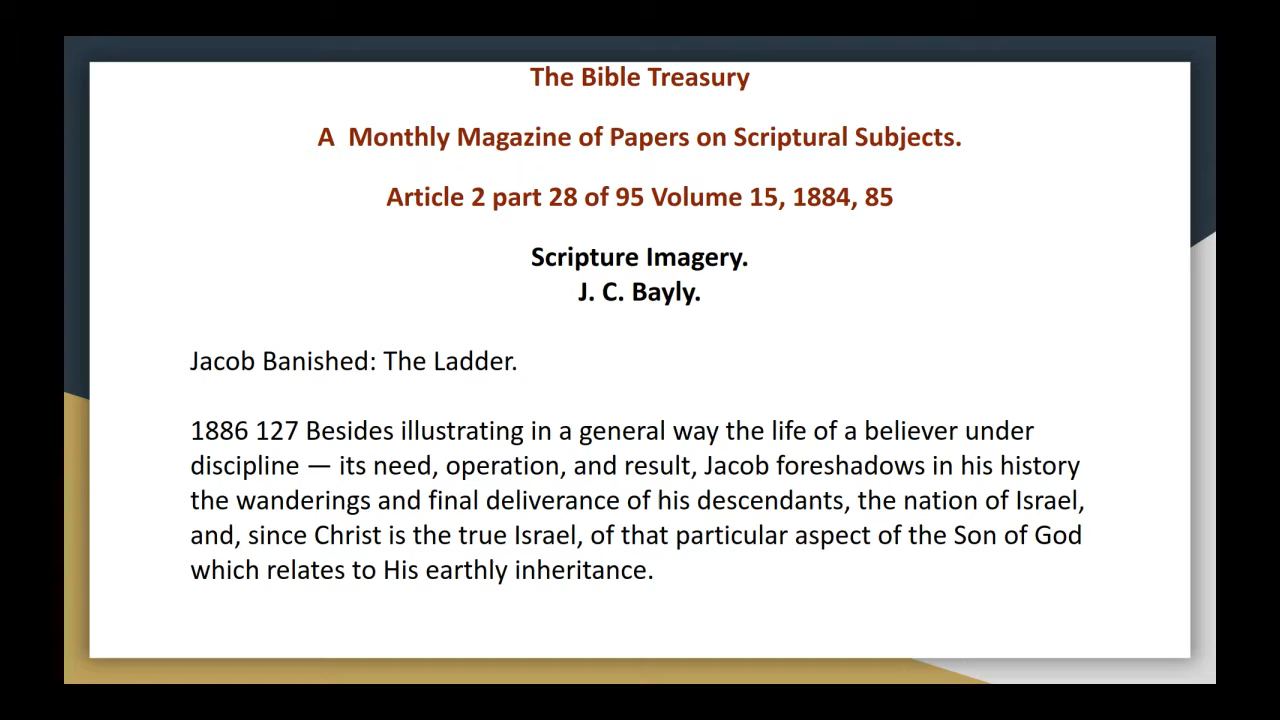 The Bible Treasury
A Monthly Magazine of Papers on Scriptural Subjects.
Article 2 part 28 of 95 Volume 15, 1884, 85
Scripture Imagery.
J. C. Bayly.
Jacob Banished: The Ladder.
1886 127 Besides illustrating in a general way the life of a believer under
discipline — its need, operation, and result, Jacob foreshadows in his history
the wanderings and final deliverance of his descendants, the nation of Israel,
and, since Christ is the true Israel, of that particular aspect of the Son of God
which relates to His earthly inheritance.